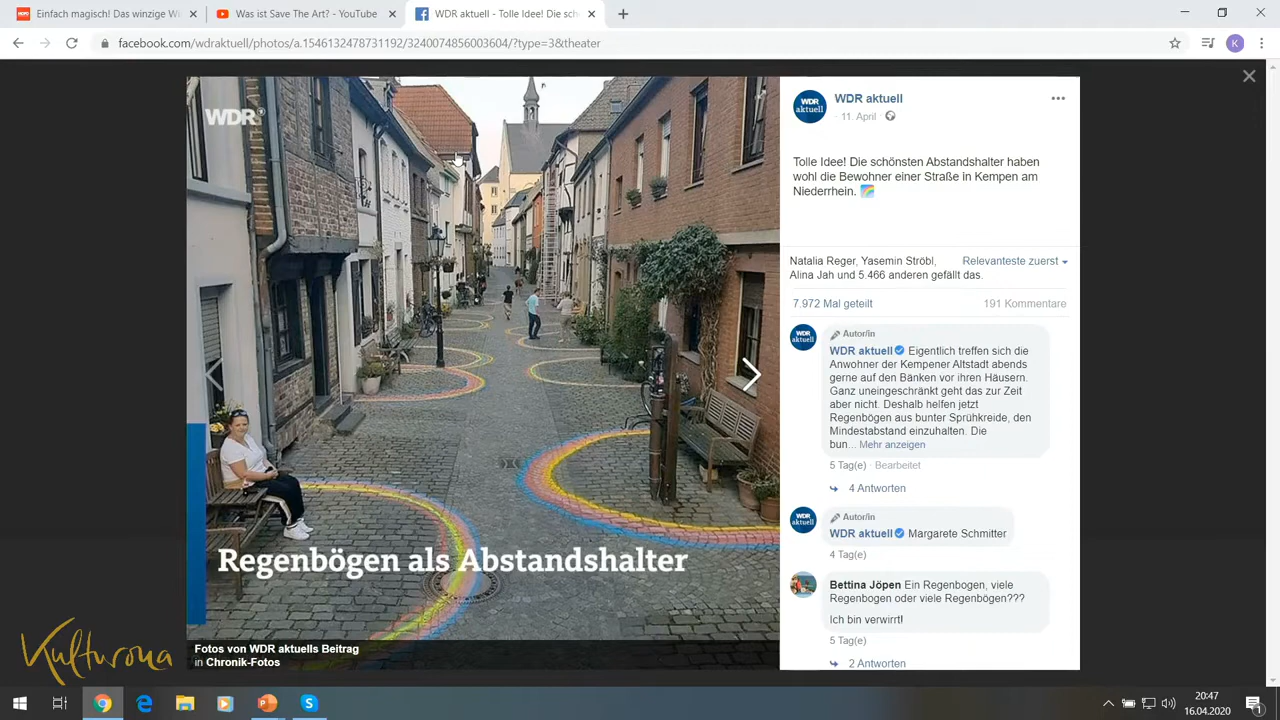 Einfach magisch! Das winzige Wi
Was ist Save The Art? - YouTube
WDR aktuell - Tolle Idee! Die sch
facebook.com/wdraktuell/photos/a.1546132478731192/3240074856003604/?type=3&theater
K
WDR
Regenbögen als Abstandshalter
Fotos von WDR aktuells Beitrag
in Chronik-Fotos
Kulturona
WDR aktuell
WDR aktuell
· 11. April ·
Tolle Idee! Die schönsten Abstandshalter haben
wohl die Bewohner einer Straße in Kempen am
Niederrhein.
Natalia Reger, Yasemin Ströbl,
Alina Jah und 5.466 anderen gefällt das.
Relevanteste zuerst
7.972 Mal geteilt
191 Kommentare
WDR aktuell
Autor/in
WDR aktuell Eigentlich treffen sich die
Anwohner der Kempener Altstadt abends
gerne auf den Bänken vor ihren Häusern.
Ganz uneingeschränkt geht das zur Zeit
aber nicht. Deshalb helfen jetzt
Regenbögen aus bunter Sprühkreide, den
Mindestabstand einzuhalten. Die
bun... Mehr anzeigen
5 Tag(e) · Bearbeitet
4 Antworten
WDR aktuell
Autor/in
WDR aktuell Margarete Schmitter
4 Tag(e)
Bettina Jöpen Ein Regenbogen, viele
Regenbogen oder viele Regenbögen???
Ich bin verwirrt!
5 Tag(e)
2 Antworten
20:47
16.04.2020
1